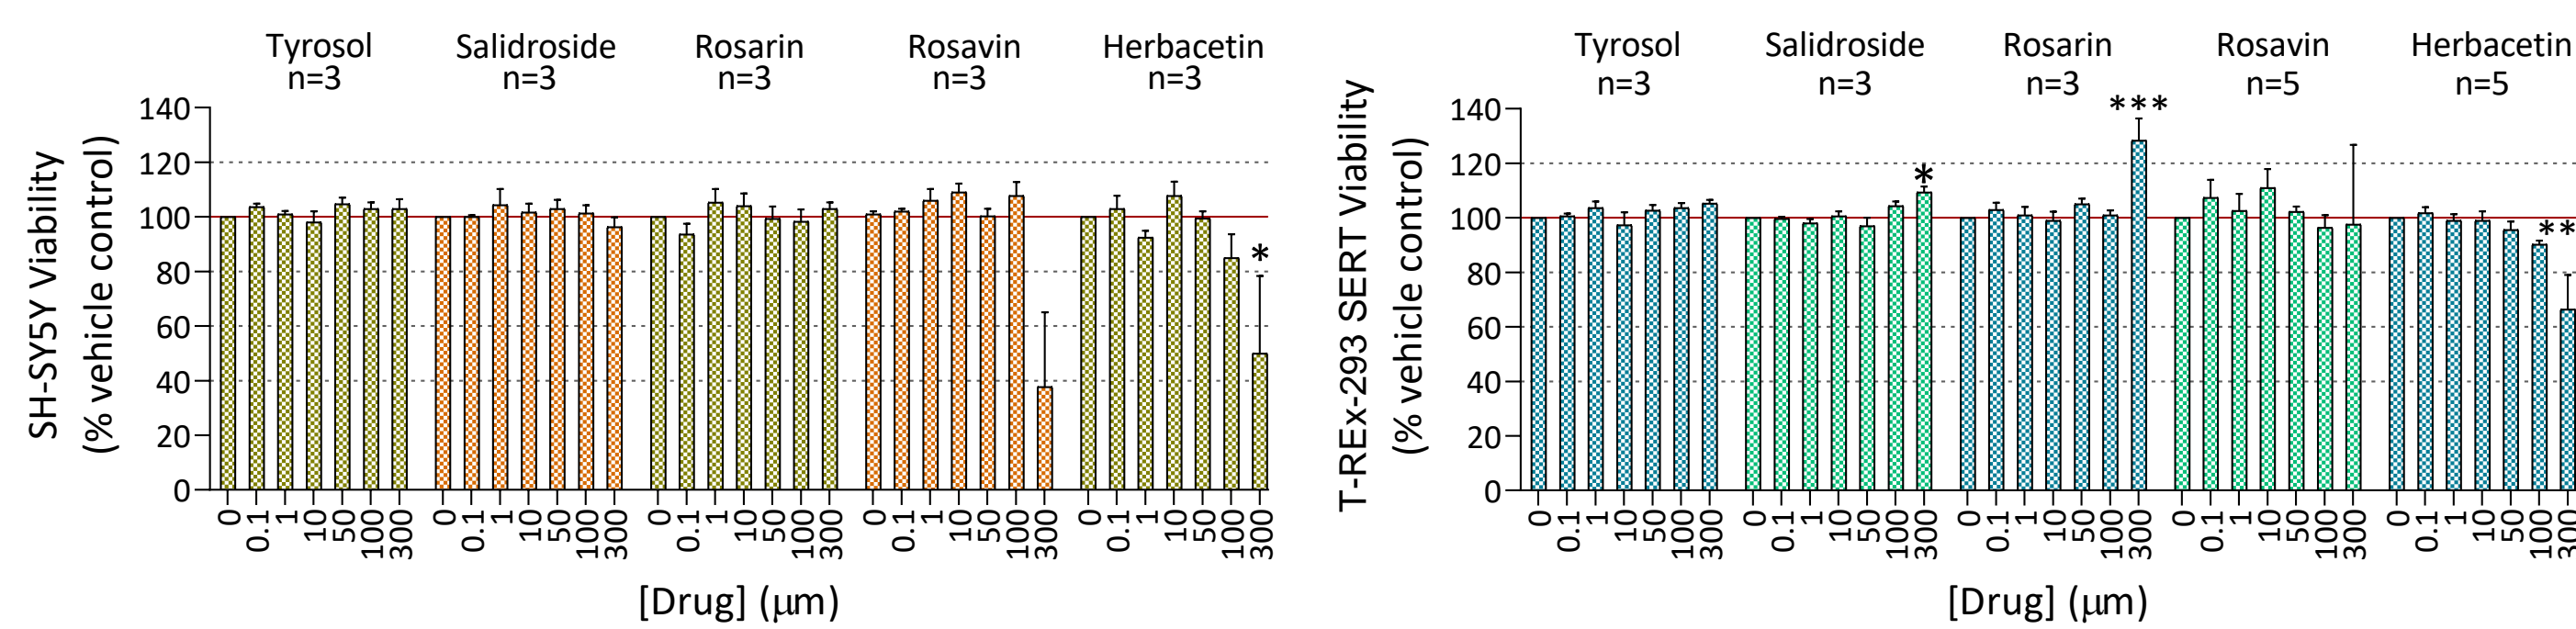 Tyrosol Salidroside Rosarin Rosavin Herbacetin
n=3 n=3 n=3 n=3 n=3
SH-SY5Y Viability
(% vehicle control)
140
120
100
80
60
40
20
0
*
0 0.1 1 10 50 100 300 0 0.1 1 10 50 100 300 0 0.1 1 10 50 100 300 0 0.1 1 10 50 100 300 0 0.1 1 10 50 100 300
[Drug] (μm)
Tyrosol Salidroside Rosarin Rosavin Herbacetin
n=3 n=3 n=3 n=5 n=5
T-REx-293 SERT Viability
(% vehicle control)
140
120
100
80
60
40
20
0
***
*
**
0 0.1 1 10 50 100 300 0 0.1 1 10 50 100 300 0 0.1 1 10 50 100 300 0 0.1 1 10 50 100 300 0 0.1 1 10 50 100 300
[Drug] (μm)